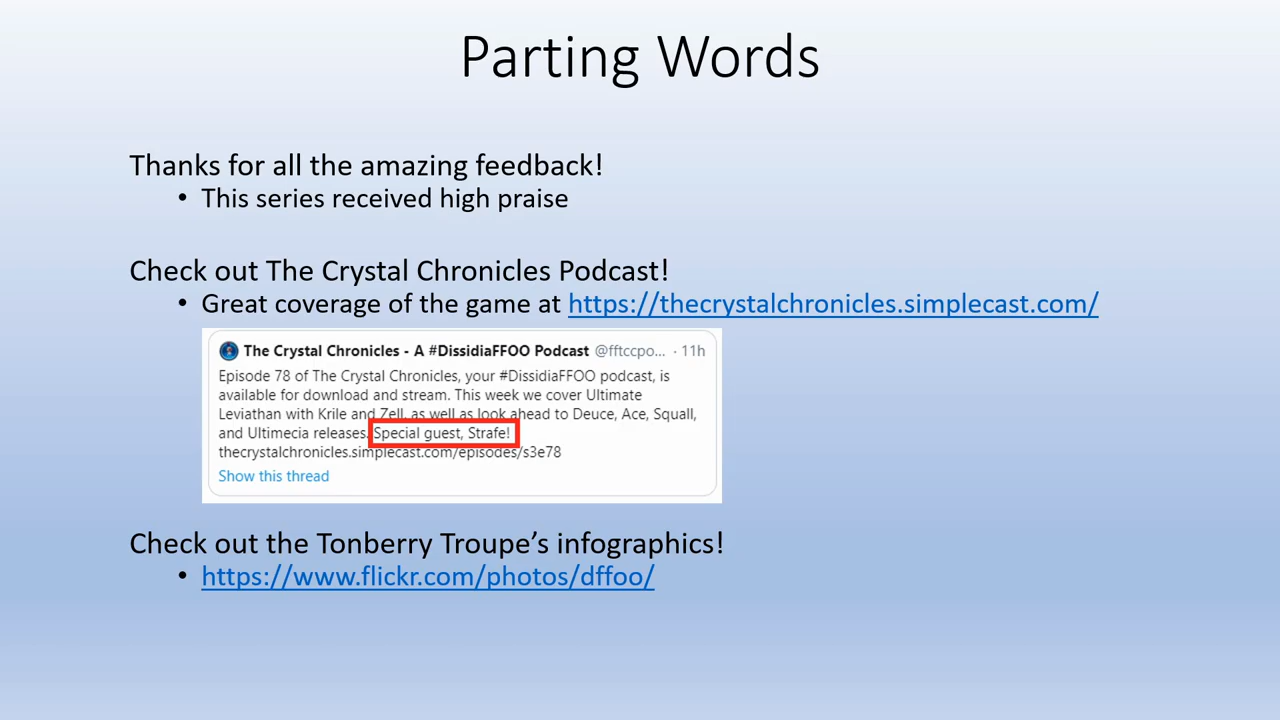 Parting Words
Thanks for all the amazing feedback!
• This series received high praise
Check out The Crystal Chronicles Podcast!
• Great coverage of the game at https://thecrystalchronicles.simplecast.com/
The Crystal Chronicles - A #DissidiaFFOO Podcast @fftccpo... · 11h
Episode 78 of The Crystal Chronicles, your #DissidiaFFOO podcast, is
available for download and stream. This week we cover Ultimate
Leviathan with Krile and Zell, as well as look ahead to Deuce, Ace, Squall,
and Ultimecia releases. Special guest, Strafe!
thecrystalchronicles.simplecast.com/episodes/s3e78
Show this thread
Check out the Tonberry Troupe’s infographics!
• https://www.flickr.com/photos/dffoo/